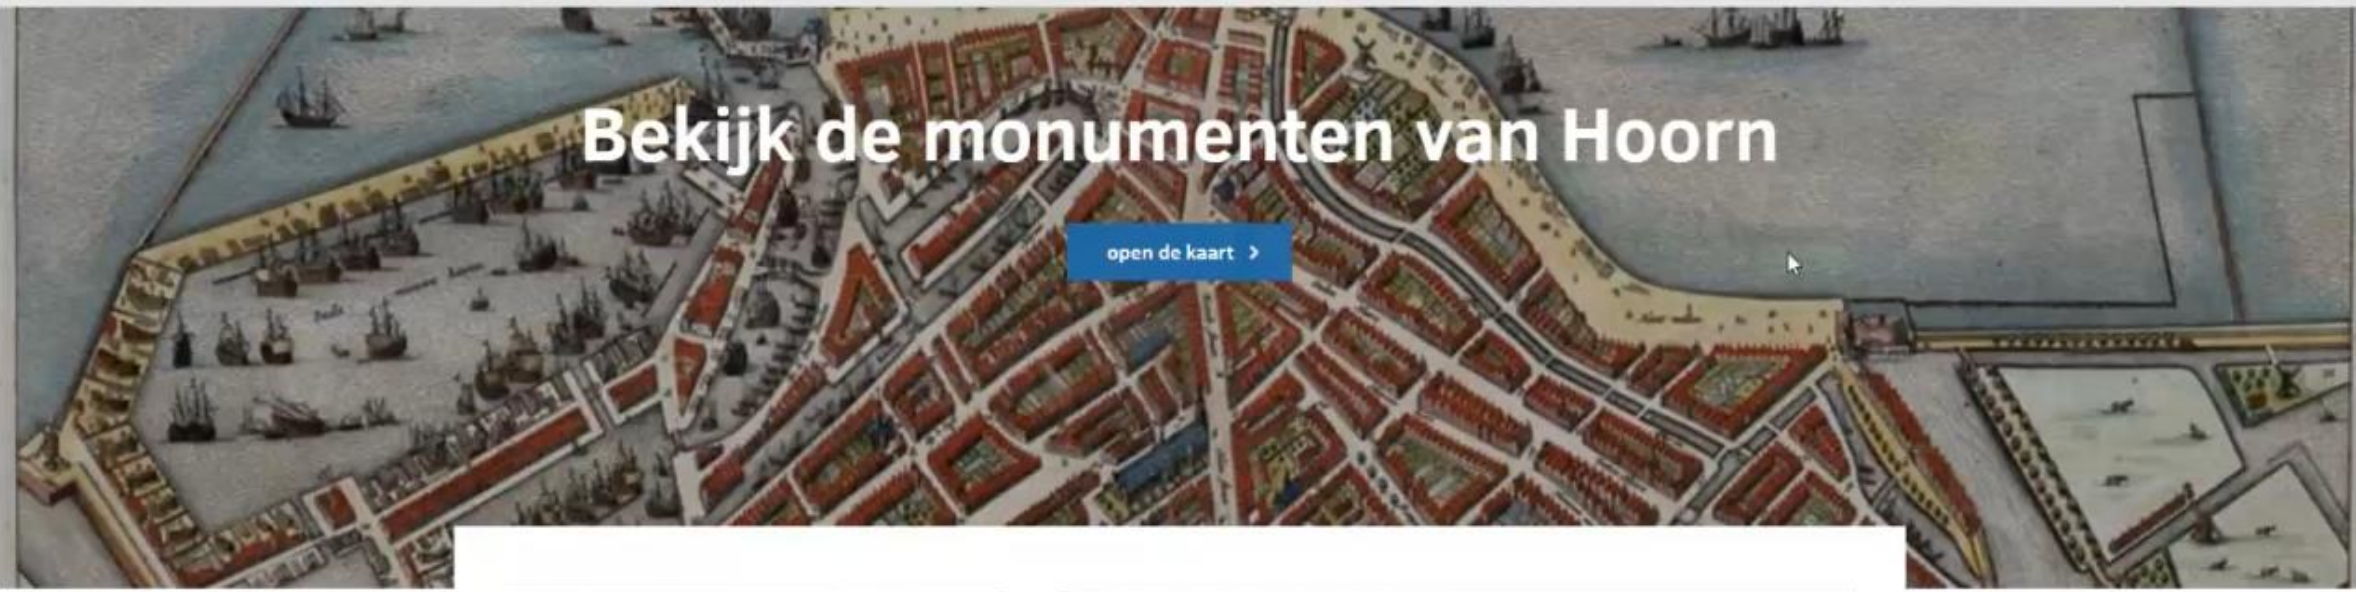 Bekijk de monumenten van Hoorn
open de kaart